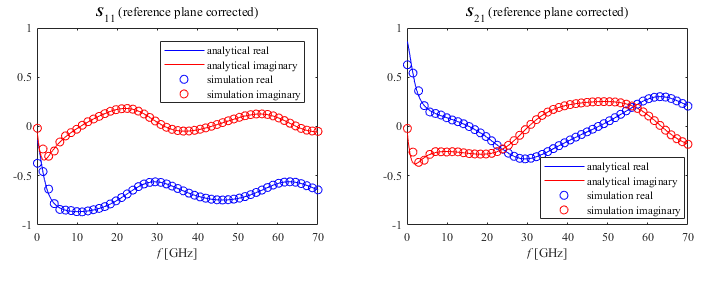 S11 (reference plane corrected)
1
0.5
0
-0.5
-1
0 10 20 30 40 50 60 70
f [GHz]
analytical real
analytical imaginary
simulation real
simulation imaginary
S21 (reference plane corrected)
1
0.5
0
-0.5
-1
0 10 20 30 40 50 60 70
f [GHz]
analytical real
analytical imaginary
simulation real
simulation imaginary